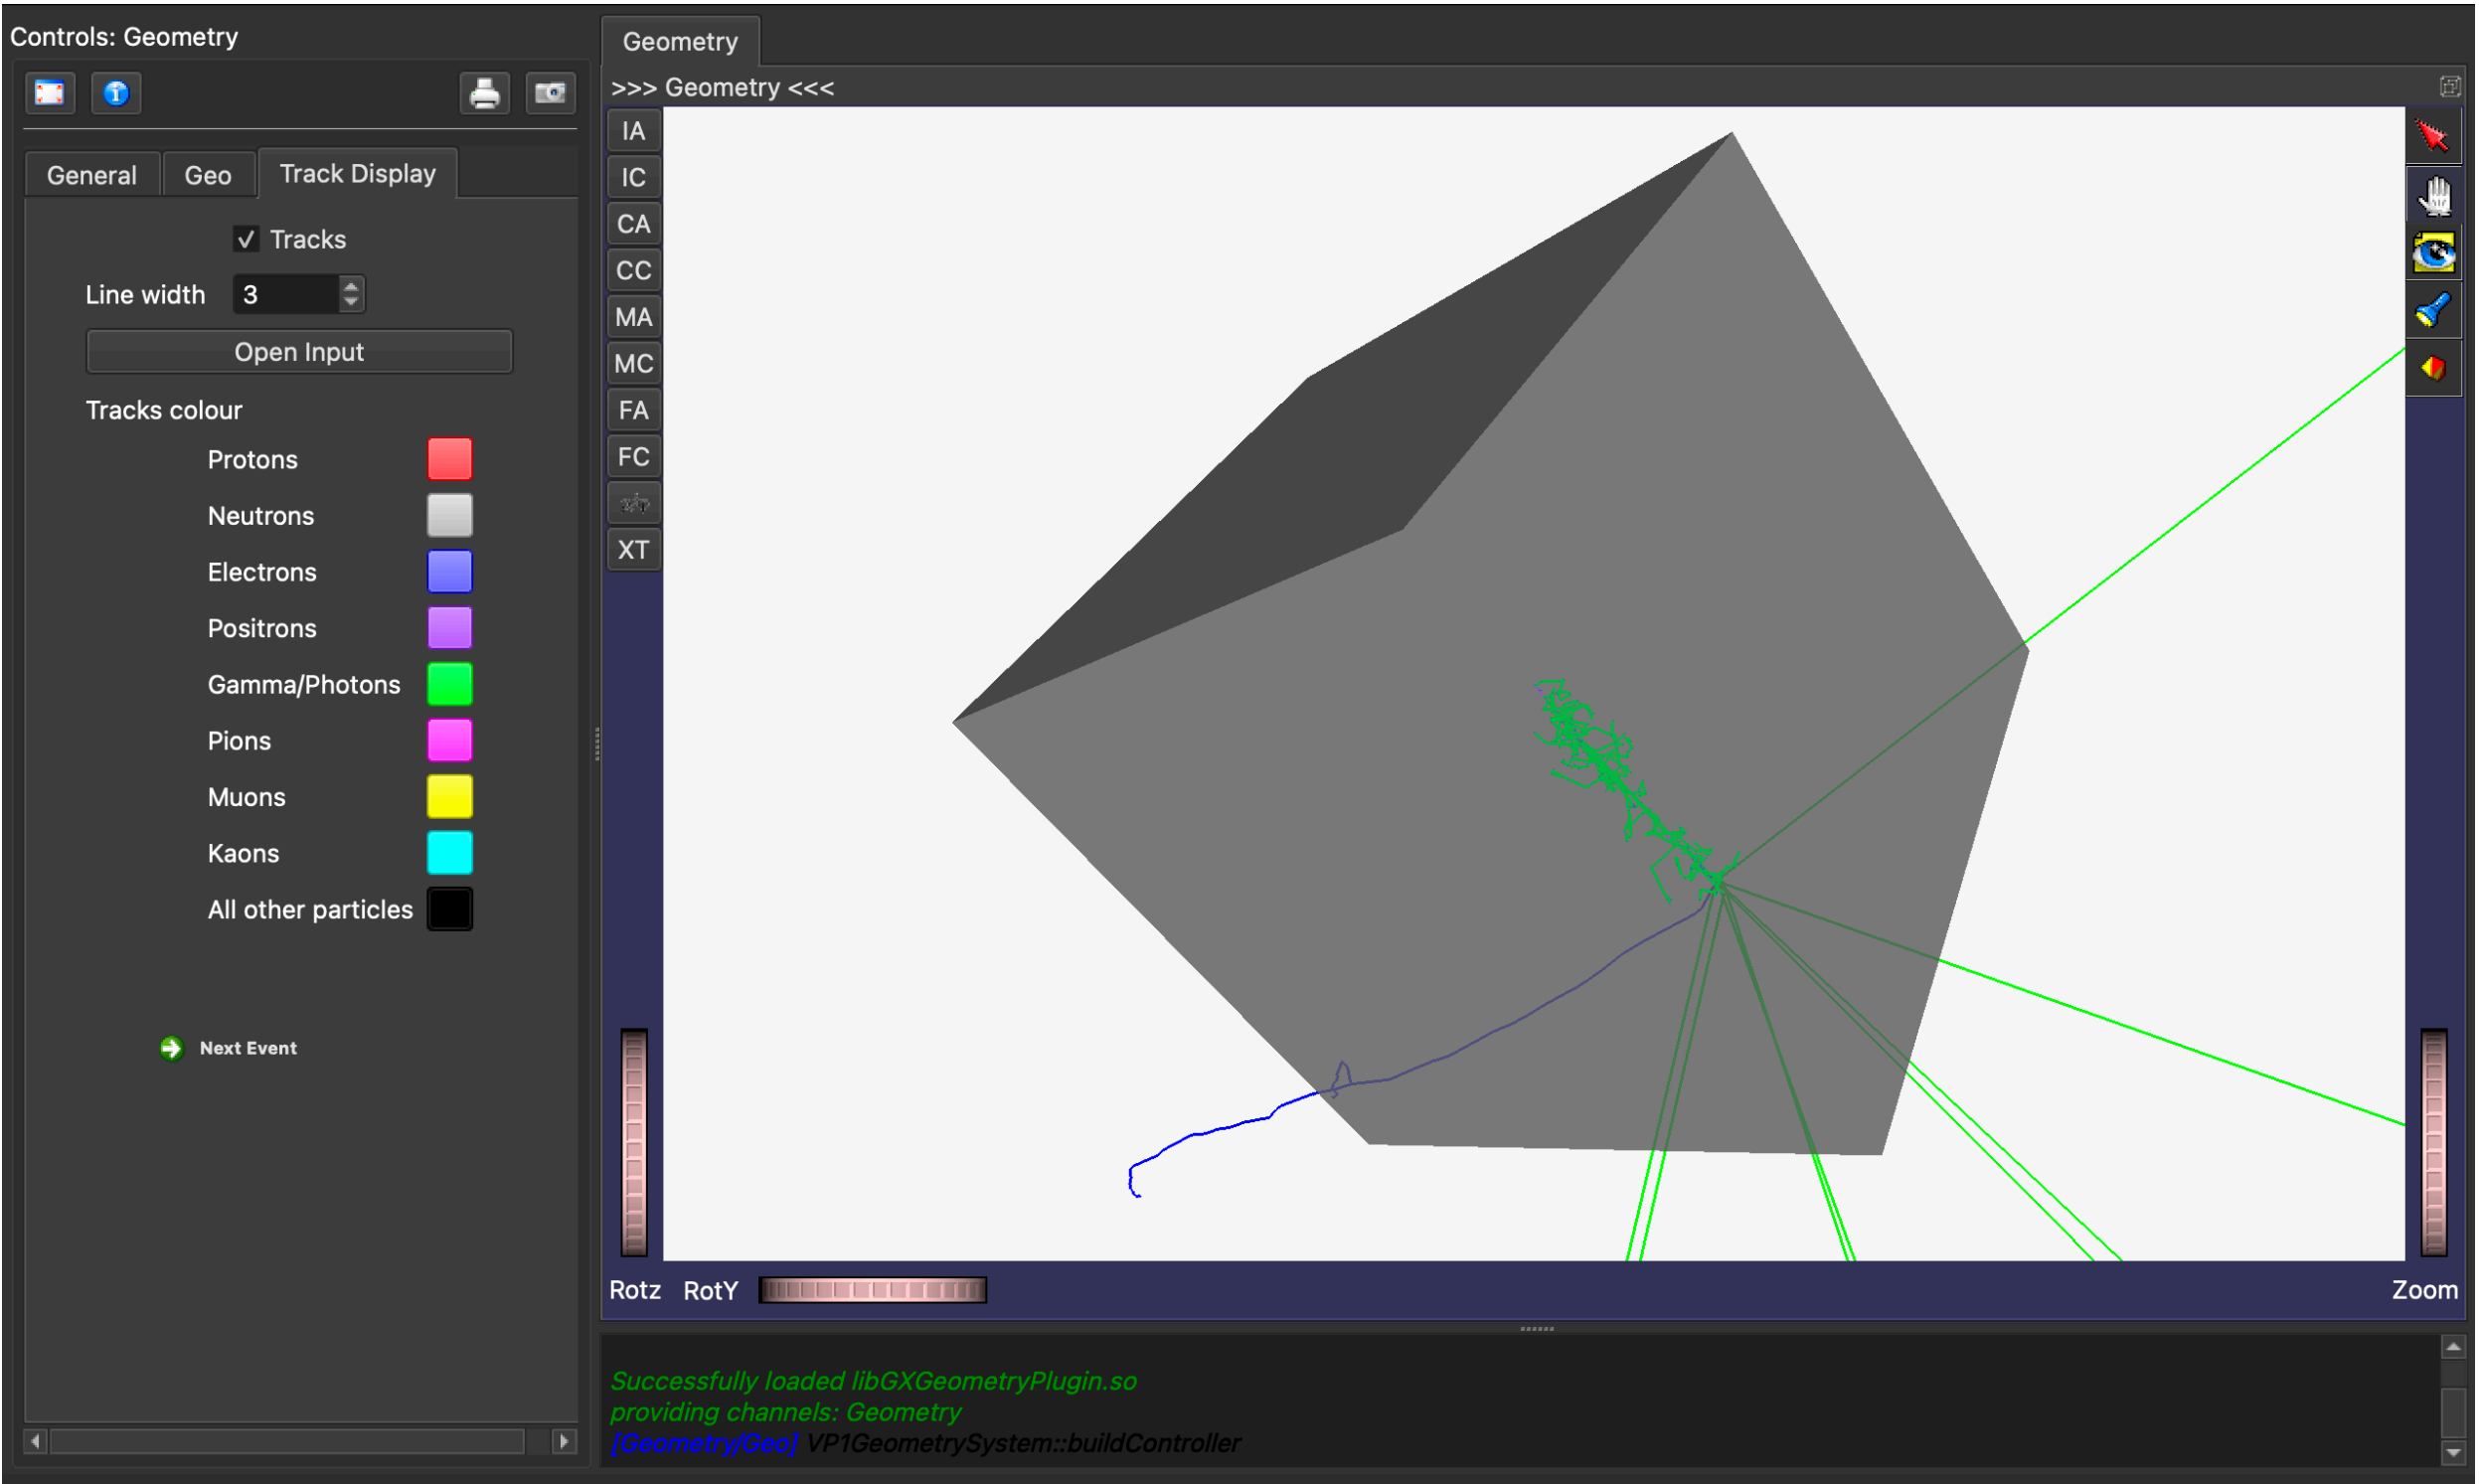 Controls: Geometry
General
Geo
Track Display
Tracks
Line width
3
Open Input
Tracks colour
Protons
Neutrons
Electrons
Positrons
Gamma/Photons
Pions
Muons
Kaons
All other particles
Next Event
Geometry
>>> Geometry <<<
IA
IC
CA
CC
MA
MC
FA
FC
XT
Rotz
RotY
Zoom
Successfully loaded libGXGeometryPlugin.so
providing channels: Geometry
[Geometry/Geo] VP1GeometrySystem::buildController